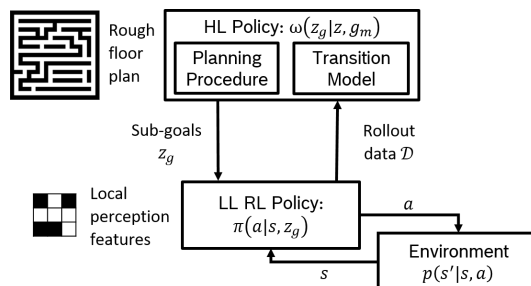 Rough
floor
plan
HL Policy: ω(z_g|z, g_m)
Planning
Procedure
Transition
Model
Sub-goals
z_g
Rollout
data 𝒟
Local
perception
features
LL RL Policy:
π(a|s, z_g)
a
s
Environment
p(s′|s, a)